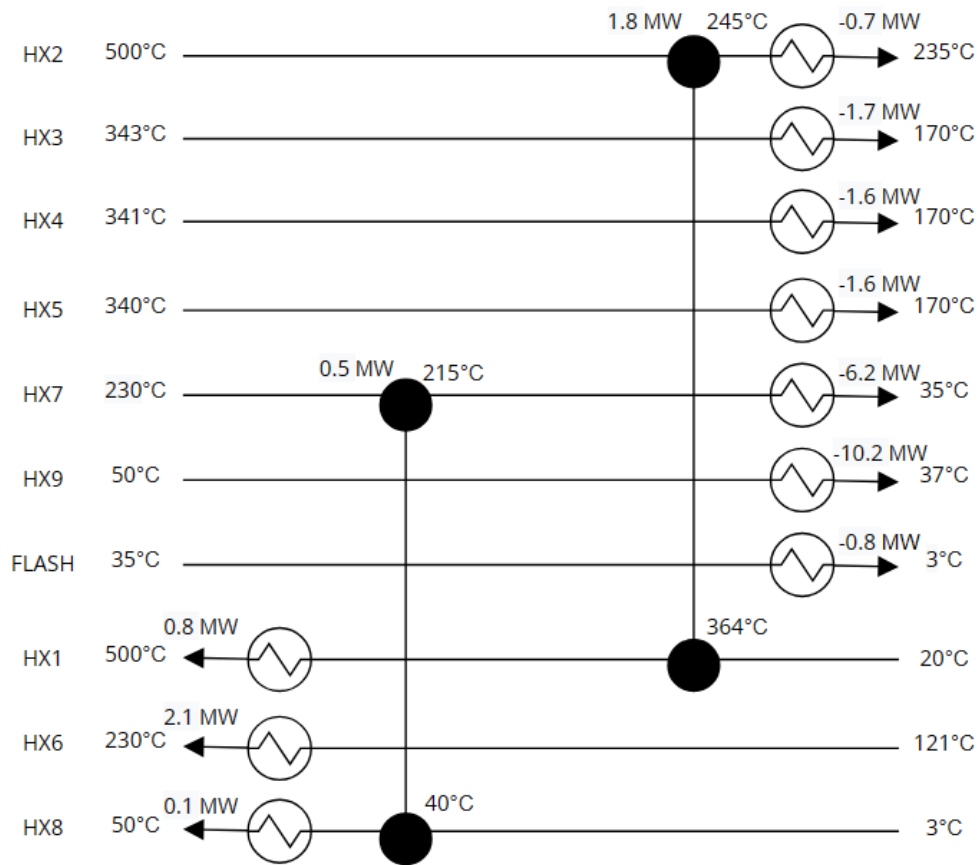 1.8 MW 245°C -0.7 MW
HX2 500°C 235°C
-1.7 MW
HX3 343°C 170°C
-1.6 MW
HX4 341°C 170°C
-1.6 MW
HX5 340°C 170°C
0.5 MW 215°C -6.2 MW
HX7 230°C 35°C
-10.2 MW
HX9 50°C 37°C
-0.8 MW
FLASH 35°C 3°C
0.8 MW 364°C
HX1 500°C 20°C
2.1 MW
HX6 230°C 121°C
0.1 MW 40°C
HX8 50°C 3°C